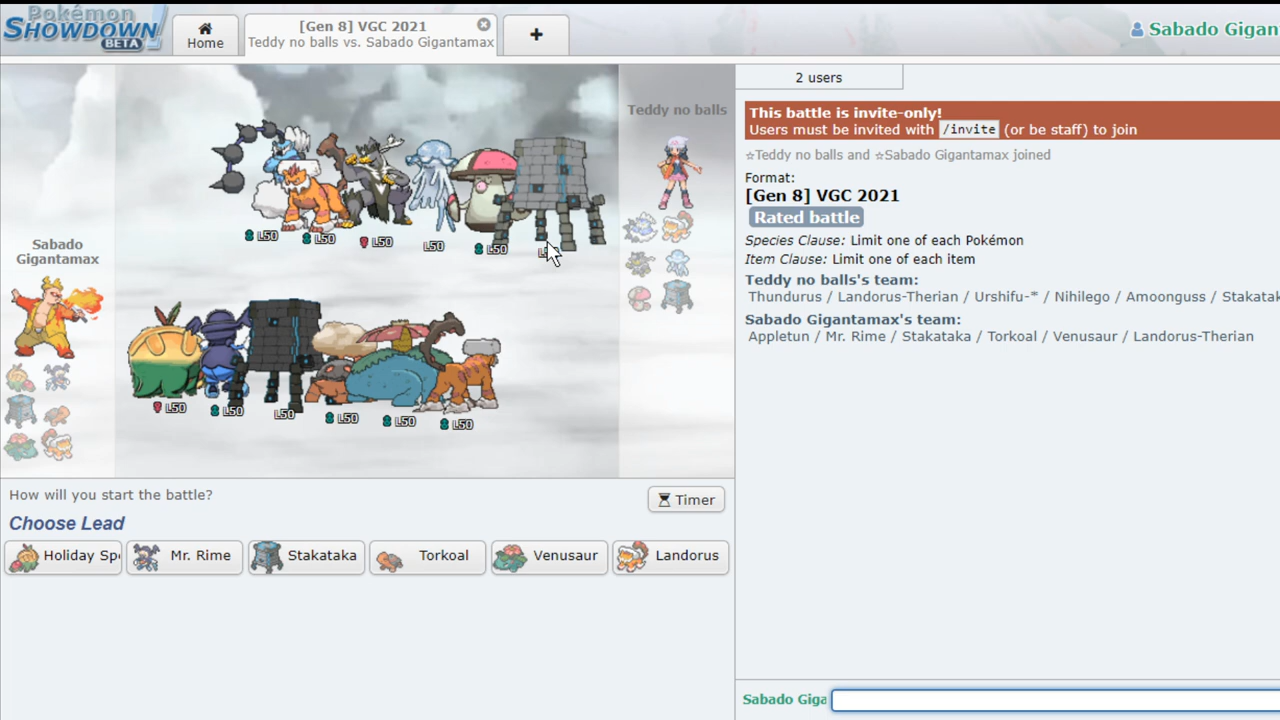 Pokémon
SHOWDOWN!
BETA
Home
[Gen 8] VGC 2021
Teddy no balls vs. Sabado Gigantamax
+
Sabado Gigan
Teddy no balls
Sabado
Gigantamax
L50
L50
L50
L50
L50
L50
L50
L50
L50
L50
L50
How will you start the battle?
Timer
Choose Lead
Holiday Sp
Mr. Rime
Stakataka
Torkoal
Venusaur
Landorus
2 users
This battle is invite-only!
Users must be invited with /invite (or be staff) to join
☆Teddy no balls and ☆Sabado Gigantamax joined
Format:
[Gen 8] VGC 2021
Rated battle
Species Clause: Limit one of each Pokémon
Item Clause: Limit one of each item
Teddy no balls's team:
Thundurus / Landorus-Therian / Urshifu-* / Nihilego / Amoonguss / Stakatak
Sabado Gigantamax's team:
Appletun / Mr. Rime / Stakataka / Torkoal / Venusaur / Landorus-Therian
Sabado Giga